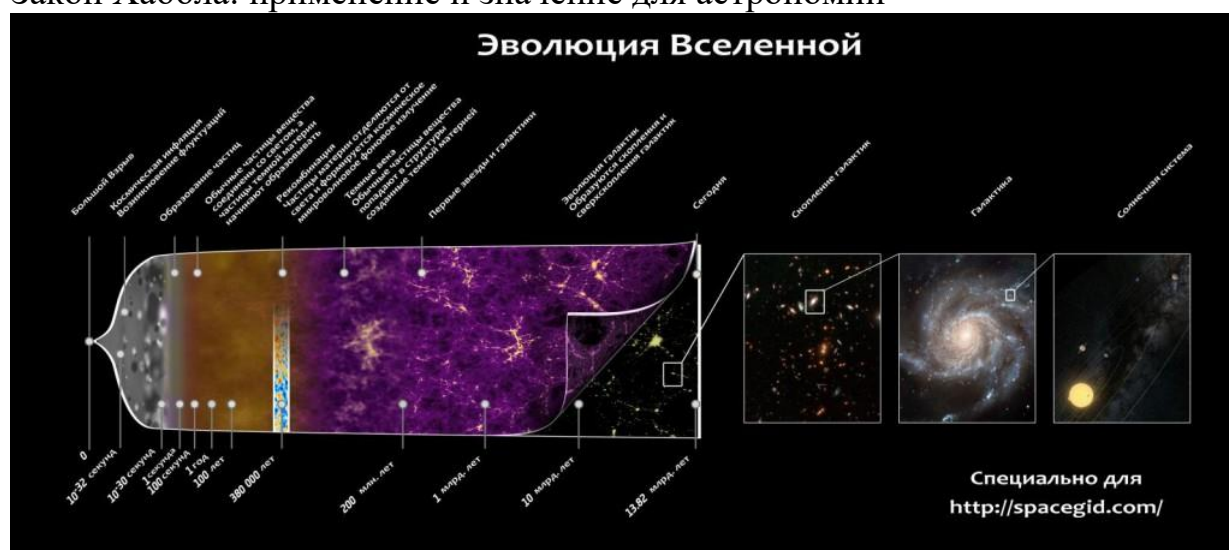 Закон Хаббла: применение и значение для астрономии
Эволюция Вселенной
Большой Взрыв
Космическая инфляция
Возникновение флуктуаций
Образование частиц
Обычные частицы вещества
соединены со светом, а
частицы темной материи
начинают образовывать
Рекомбинация
Частицы материи отделяются от
света и формируется космическое
микроволновое фоновое излучение
Темные века
Обычные частицы вещества
попадают в структуры
созданные темной материей
Первые звезды и галактики
Эволюция галактик
Образуются скопления и
сверхскопления галактик
Сегодня
Скопление галактик
Галактика
Солнечная система
0
10-32 секунд
10-30 секунд
1 секунда
100 секунд
1 год
100 лет
380 000 лет
200 млн. лет
1 млрд. лет
10 млрд. лет
13.82 млрд. лет
Специально для
http://spacegid.com/